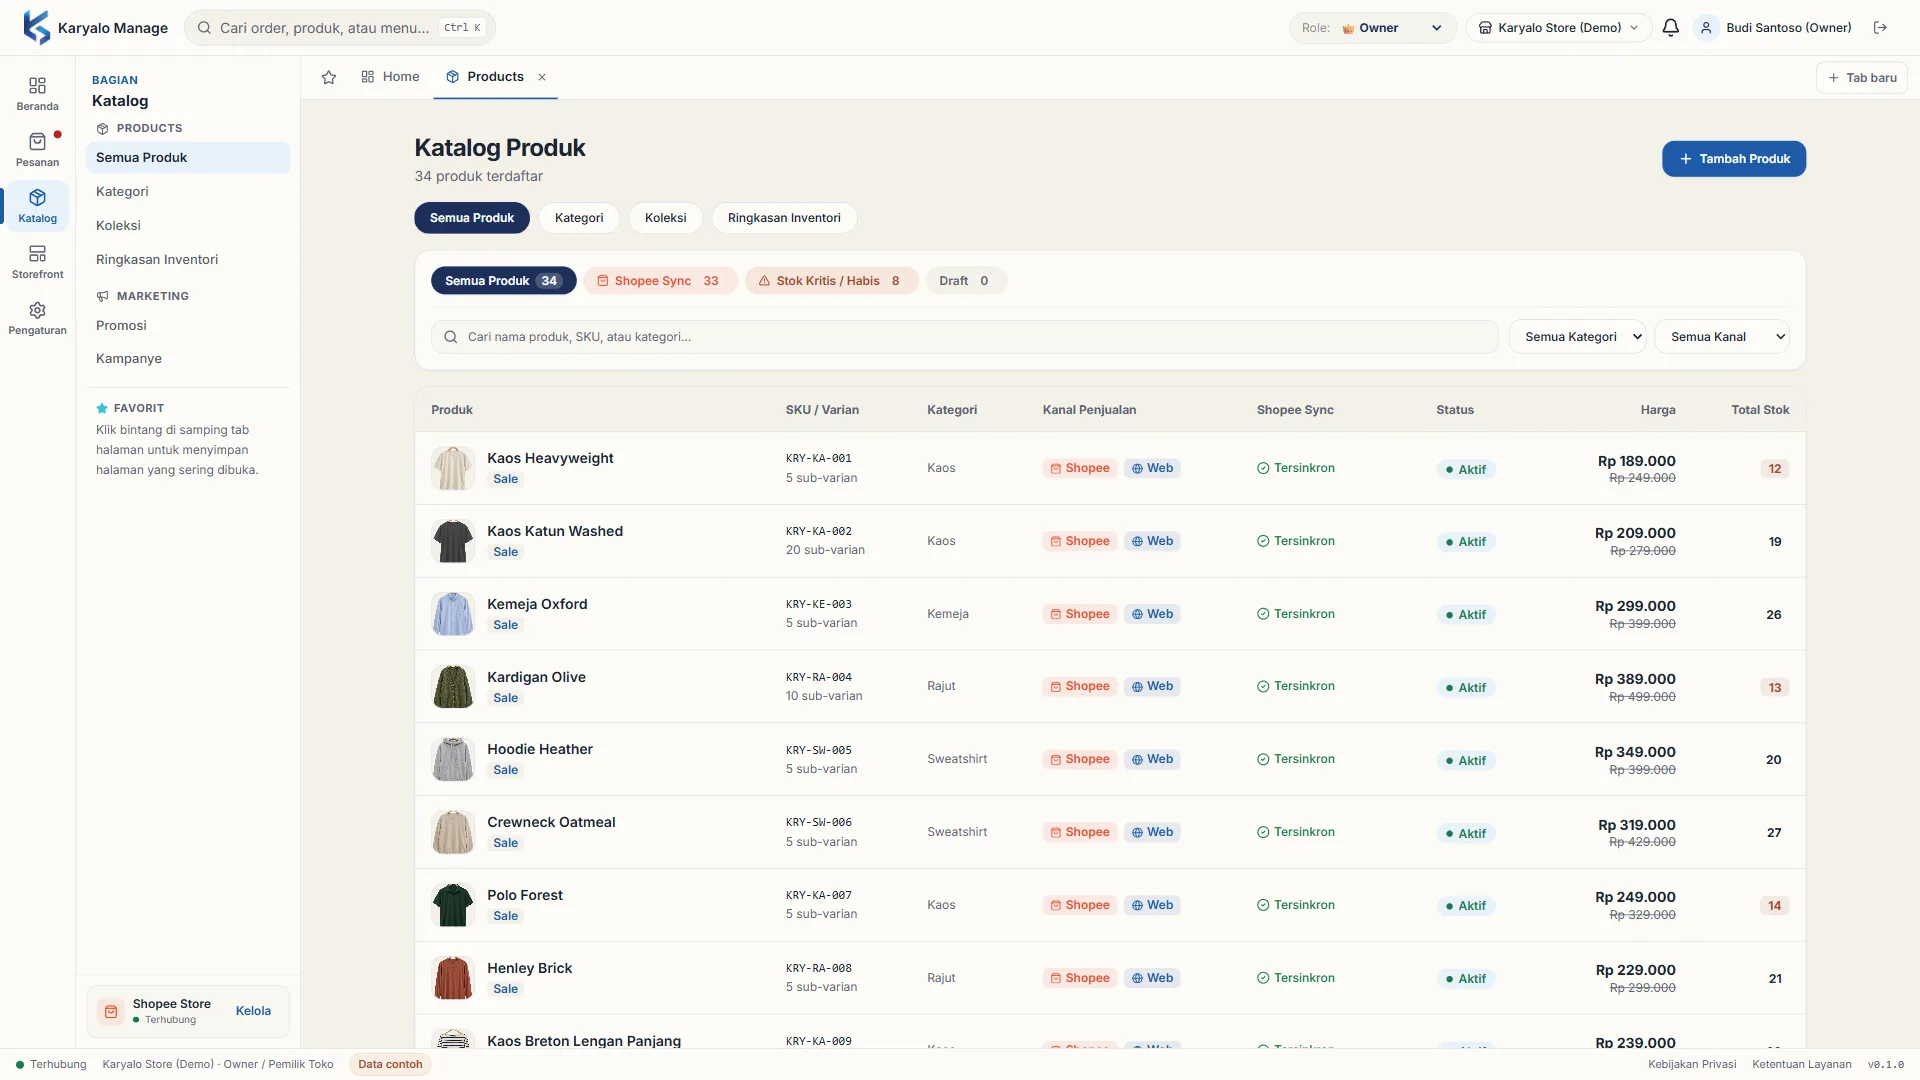 Karyalo Manage
Cari order, produk, atau menu...
Ctrl K
Role:
Owner
Karyalo Store (Demo)
Budi Santoso (Owner)
Beranda
Pesanan
Katalog
Storefront
Pengaturan
BAGIAN
Katalog
PRODUCTS
Semua Produk
Kategori
Koleksi
Ringkasan Inventori
MARKETING
Promosi
Kampanye
FAVORIT
Klik bintang di samping tab
halaman untuk menyimpan
halaman yang sering dibuka.
Shopee Store
Terhubung
Kelola
Home
Products
Tab baru
Katalog Produk
34 produk terdaftar
Tambah Produk
Semua Produk
Kategori
Koleksi
Ringkasan Inventori
Semua Produk 34
Shopee Sync 33
Stok Kritis / Habis 8
Draft 0
Cari nama produk, SKU, atau kategori...
Semua Kategori
Semua Kanal
Produk SKU / Varian Kategori Kanal Penjualan Shopee Sync Status Harga Total Stok
Kaos Heavyweight KRY-KA-001 Kaos Shopee Web Tersinkron Aktif Rp 189.000 12
Sale 5 sub-varian Rp 249.000
Kaos Katun Washed KRY-KA-002 Kaos Shopee Web Tersinkron Aktif Rp 209.000 19
Sale 20 sub-varian Rp 279.000
Kemeja Oxford KRY-KE-003 Kemeja Shopee Web Tersinkron Aktif Rp 299.000 26
Sale 5 sub-varian Rp 399.000
Kardigan Olive KRY-RA-004 Rajut Shopee Web Tersinkron Aktif Rp 389.000 13
Sale 10 sub-varian Rp 499.000
Hoodie Heather KRY-SW-005 Sweatshirt Shopee Web Tersinkron Aktif Rp 349.000 20
Sale 5 sub-varian Rp 399.000
Crewneck Oatmeal KRY-SW-006 Sweatshirt Shopee Web Tersinkron Aktif Rp 319.000 27
Sale 5 sub-varian Rp 429.000
Polo Forest KRY-KA-007 Kaos Shopee Web Tersinkron Aktif Rp 249.000 14
Sale 5 sub-varian Rp 329.000
Henley Brick KRY-RA-008 Rajut Shopee Web Tersinkron Aktif Rp 229.000 21
Sale 5 sub-varian Rp 299.000
Kaos Breton Lengan Panjang KRY-KA-009 Rp 239.000
Terhubung
Karyalo Store (Demo) · Owner / Pemilik Toko
Data contoh
Kebijakan Privasi
Ketentuan Layanan
v0.1.0